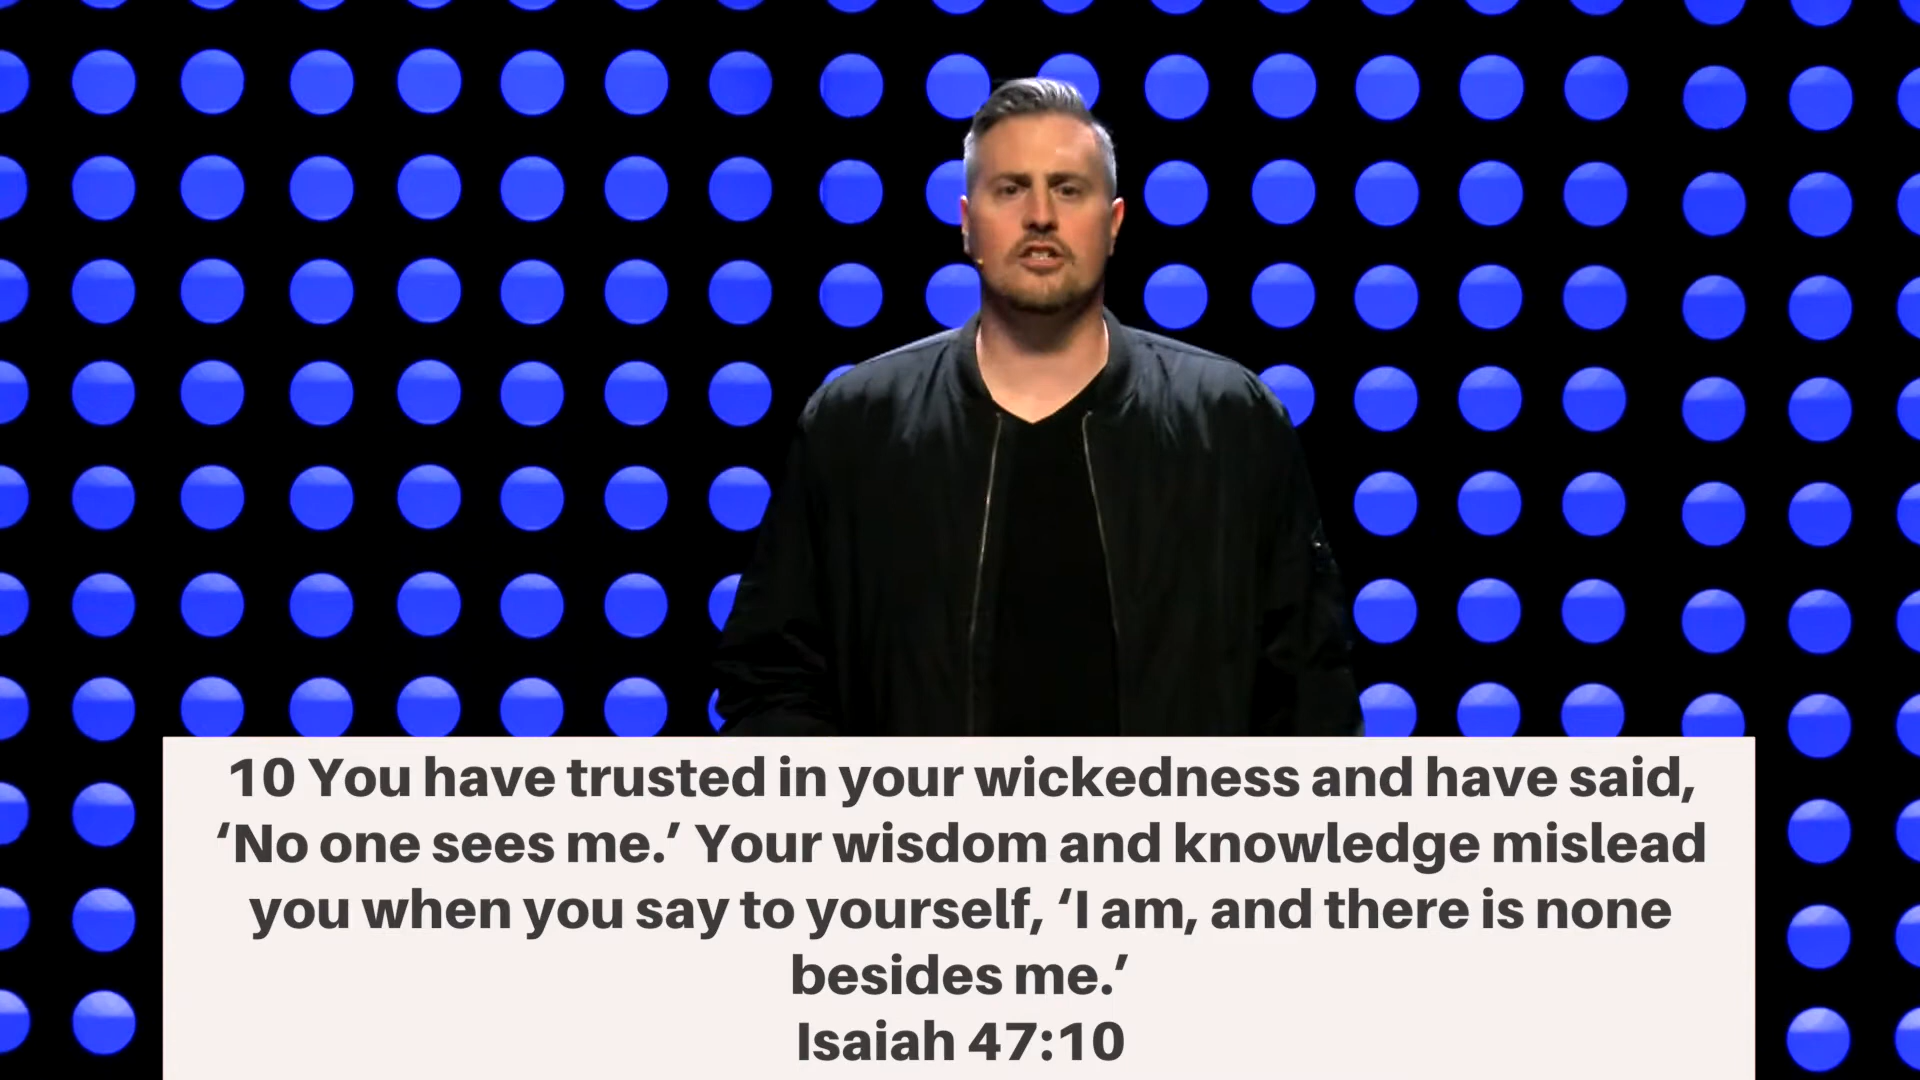 10 You have trusted in your wickedness and have said,
‘No one sees me.’ Your wisdom and knowledge mislead
you when you say to yourself, ‘I am, and there is none
besides me.’
Isaiah 47:10